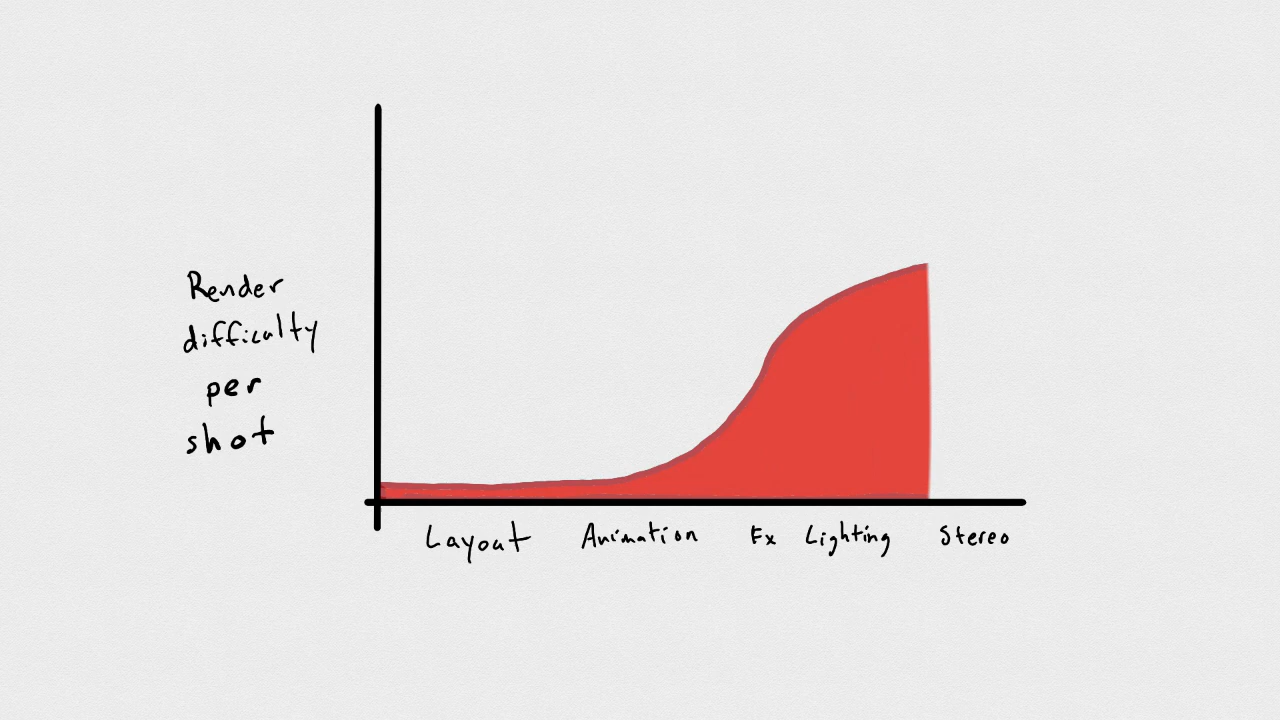 Render
difficulty
per
shot
Layout Animation Fx Lighting Stereo